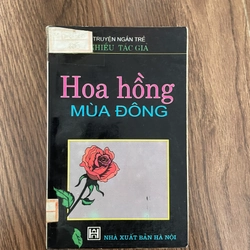 TRUYỆN NGẮN TRẺ
NHIỀU TÁC GIẢ
Hoa hồng
MÙA ĐÔNG
NHÀ XUẤT BẢN HÀ NỘI